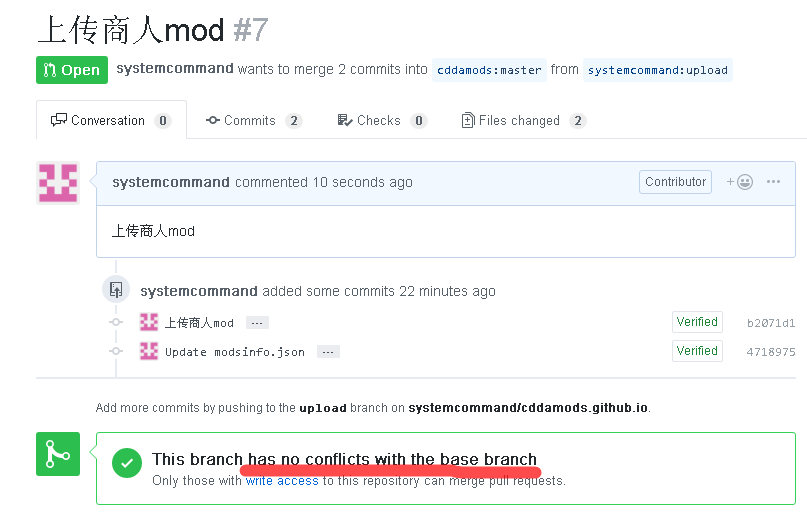 上传商人mod #7
Open systemcommand wants to merge 2 commits into cddamods:master from systemcommand:upload
Conversation 0 Commits 2 Checks 0 Files changed 2
systemcommand commented 10 seconds ago Contributor
上传商人mod
systemcommand added some commits 22 minutes ago
上传商人mod … Verified b2071d1
Update modsinfo.json … Verified 4718975
Add more commits by pushing to the upload branch on systemcommand/cddamods.github.io.
This branch has no conflicts with the base branch
Only those with write access to this repository can merge pull requests.